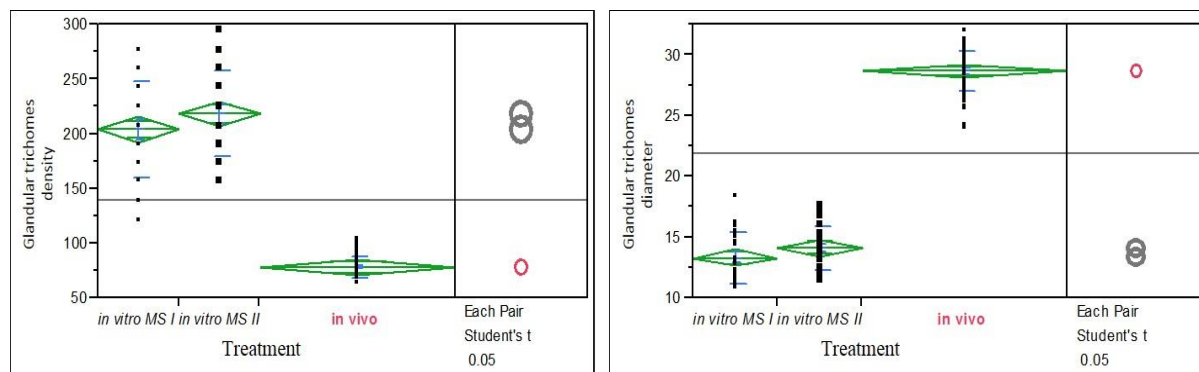 Glandular trichomes
density
300
250
200
150
100
50
in vitro MS I in vitro MS II in vivo
Treatment
Each Pair
Student's t
0.05
Glandular trichomes
diameter
30
25
20
15
10
in vitro MS I in vitro MS II in vivo
Treatment
Each Pair
Student's t
0.05